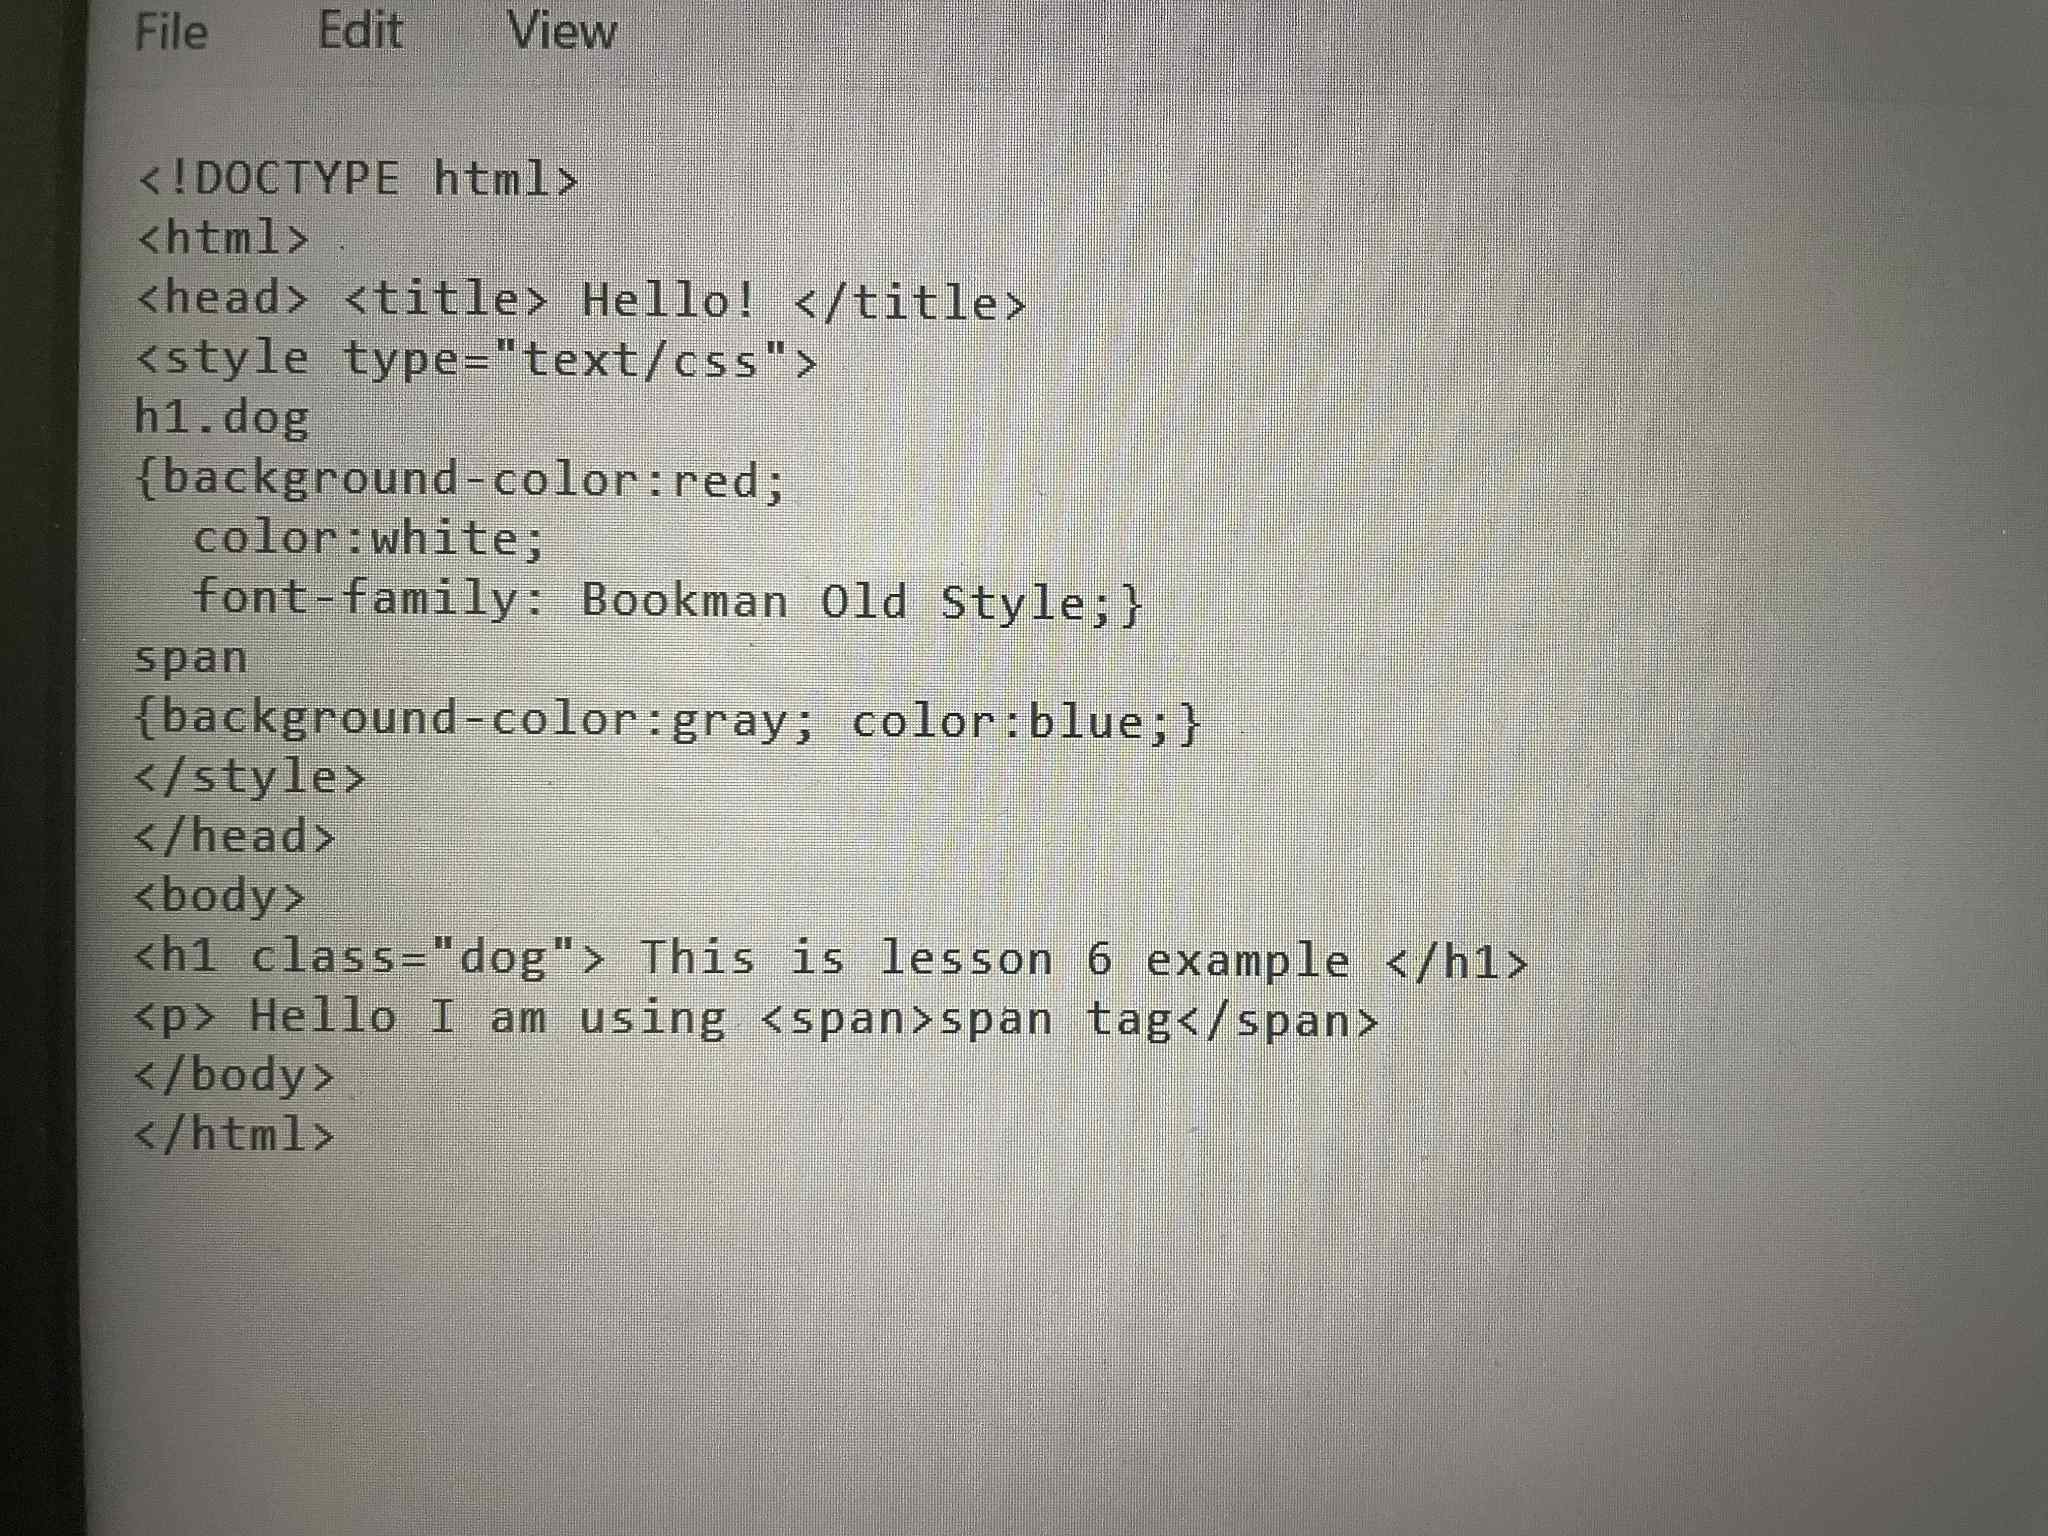 File Edit View
<!DOCTYPE html>
<html>
<head> <title> Hello! </title>
<style type="text/css">
h1.dog
{background-color:red;
  color:white;
  font-family: Bookman Old Style;}
span
{background-color:gray; color:blue;}
</style>
</head>
<body>
<h1 class="dog"> This is lesson 6 example </h1>
<p> Hello I am using <span>span tag</span>
</body>
</html>